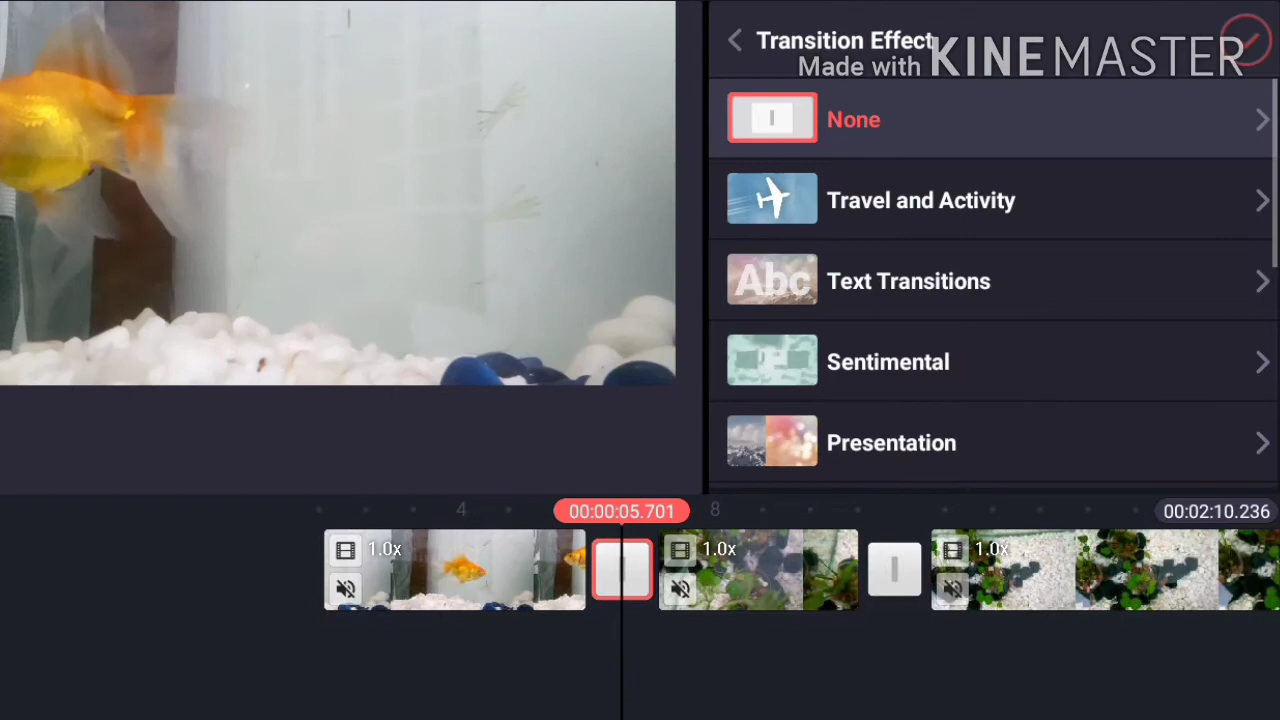 Transition Effect
Made with KINEMASTER
None
Travel and Activity
Abc
Text Transitions
Sentimental
Presentation
4
00:00:05.701
8
00:02:10.236
1.0x
1.0x
1.0x